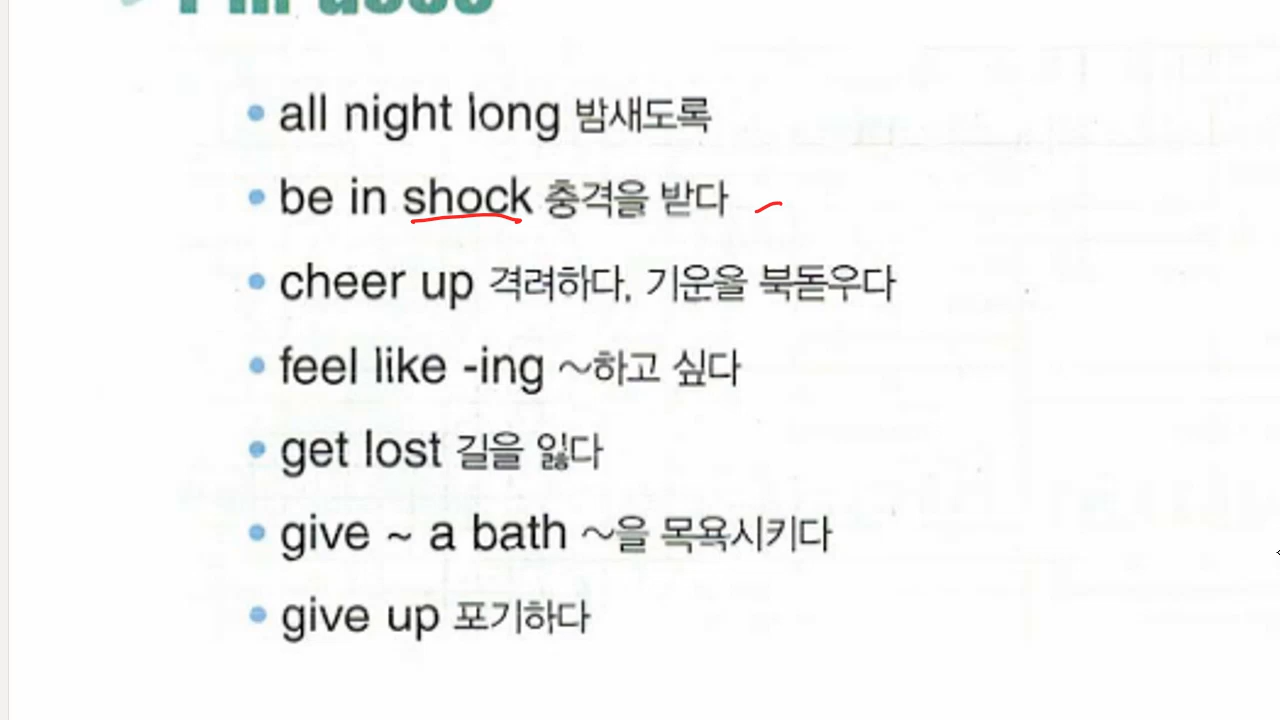 all night long 밤새도록
be in shock 충격을 받다
cheer up 격려하다, 기운을 북돋우다
feel like -ing ~하고 싶다
get lost 길을 잃다
give ~ a bath ~을 목욕시키다
give up 포기하다